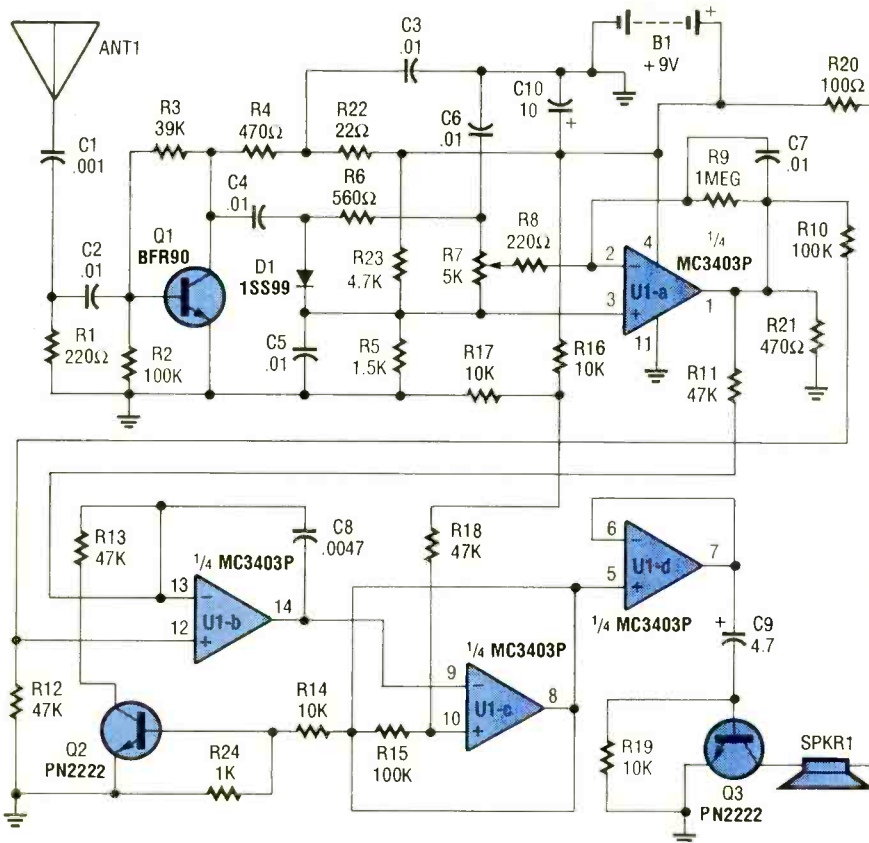 ANT1
C1
.001
C2
.01
R1
220Ω
R2
100K
R3
39K
Q1
BFR90
R4
470Ω
C4
.01
D1
1SS99
C5
.01
R22
22Ω
R6
560Ω
C3
.01
C6
.01
C10
10
+
B1
+9V
+
R20
100Ω
R23
4.7K
R5
1.5K
R7
5K
R8
220Ω
R17
10K
R16
10K
C7
.01
R9
1MEG
R10
100K
1/4
MC3403P
2
−
3
+
4
U1-a
1
11
R21
470Ω
R11
47K
R13
47K
C8
.0047
1/4 MC3403P
13
−
12
+
U1-b
14
R18
47K
6
−
5
+
U1-d
7
1/4 MC3403P
+
C9
4.7
1/4 MC3403P
9
−
10
+
U1-c
8
R12
47K
Q2
PN2222
R14
10K
R24
1K
R15
100K
R19
10K
Q3
PN2222
SPKR1